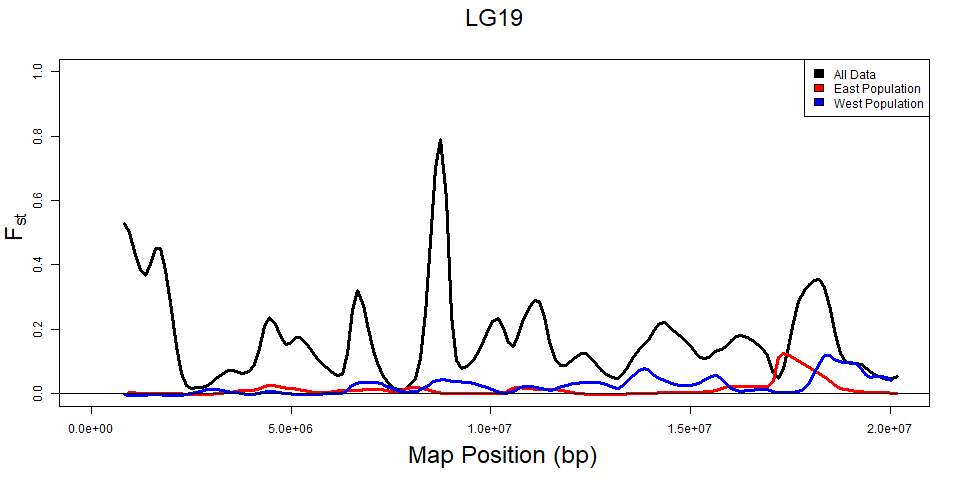 LG19
All Data
East Population
West Population
Fst
1.0
0.8
0.6
0.4
0.2
0.0
0.0e+00 5.0e+06 1.0e+07 1.5e+07 2.0e+07
Map Position (bp)